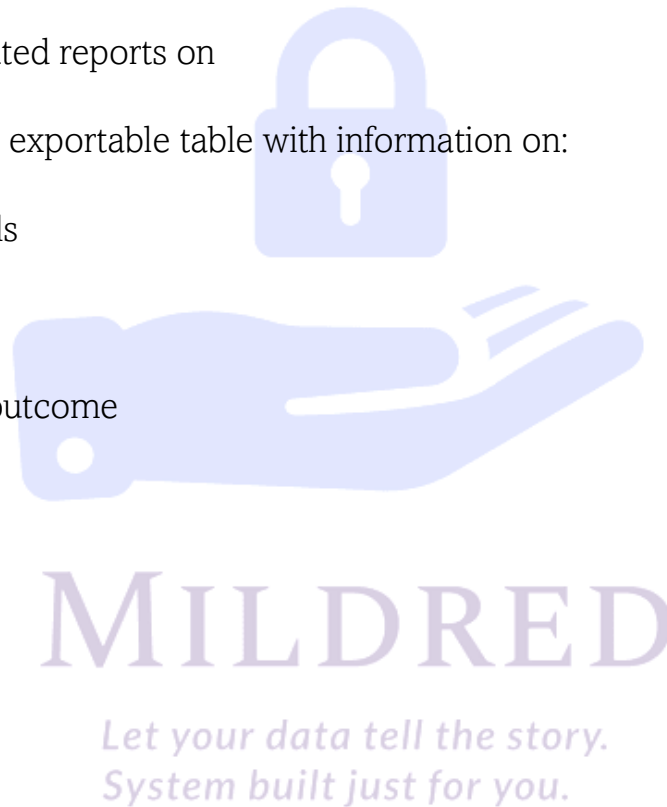 ted reports on
exportable table with information on:
ls
outcome
MILDRED
Let your data tell the story.
System built just for you.